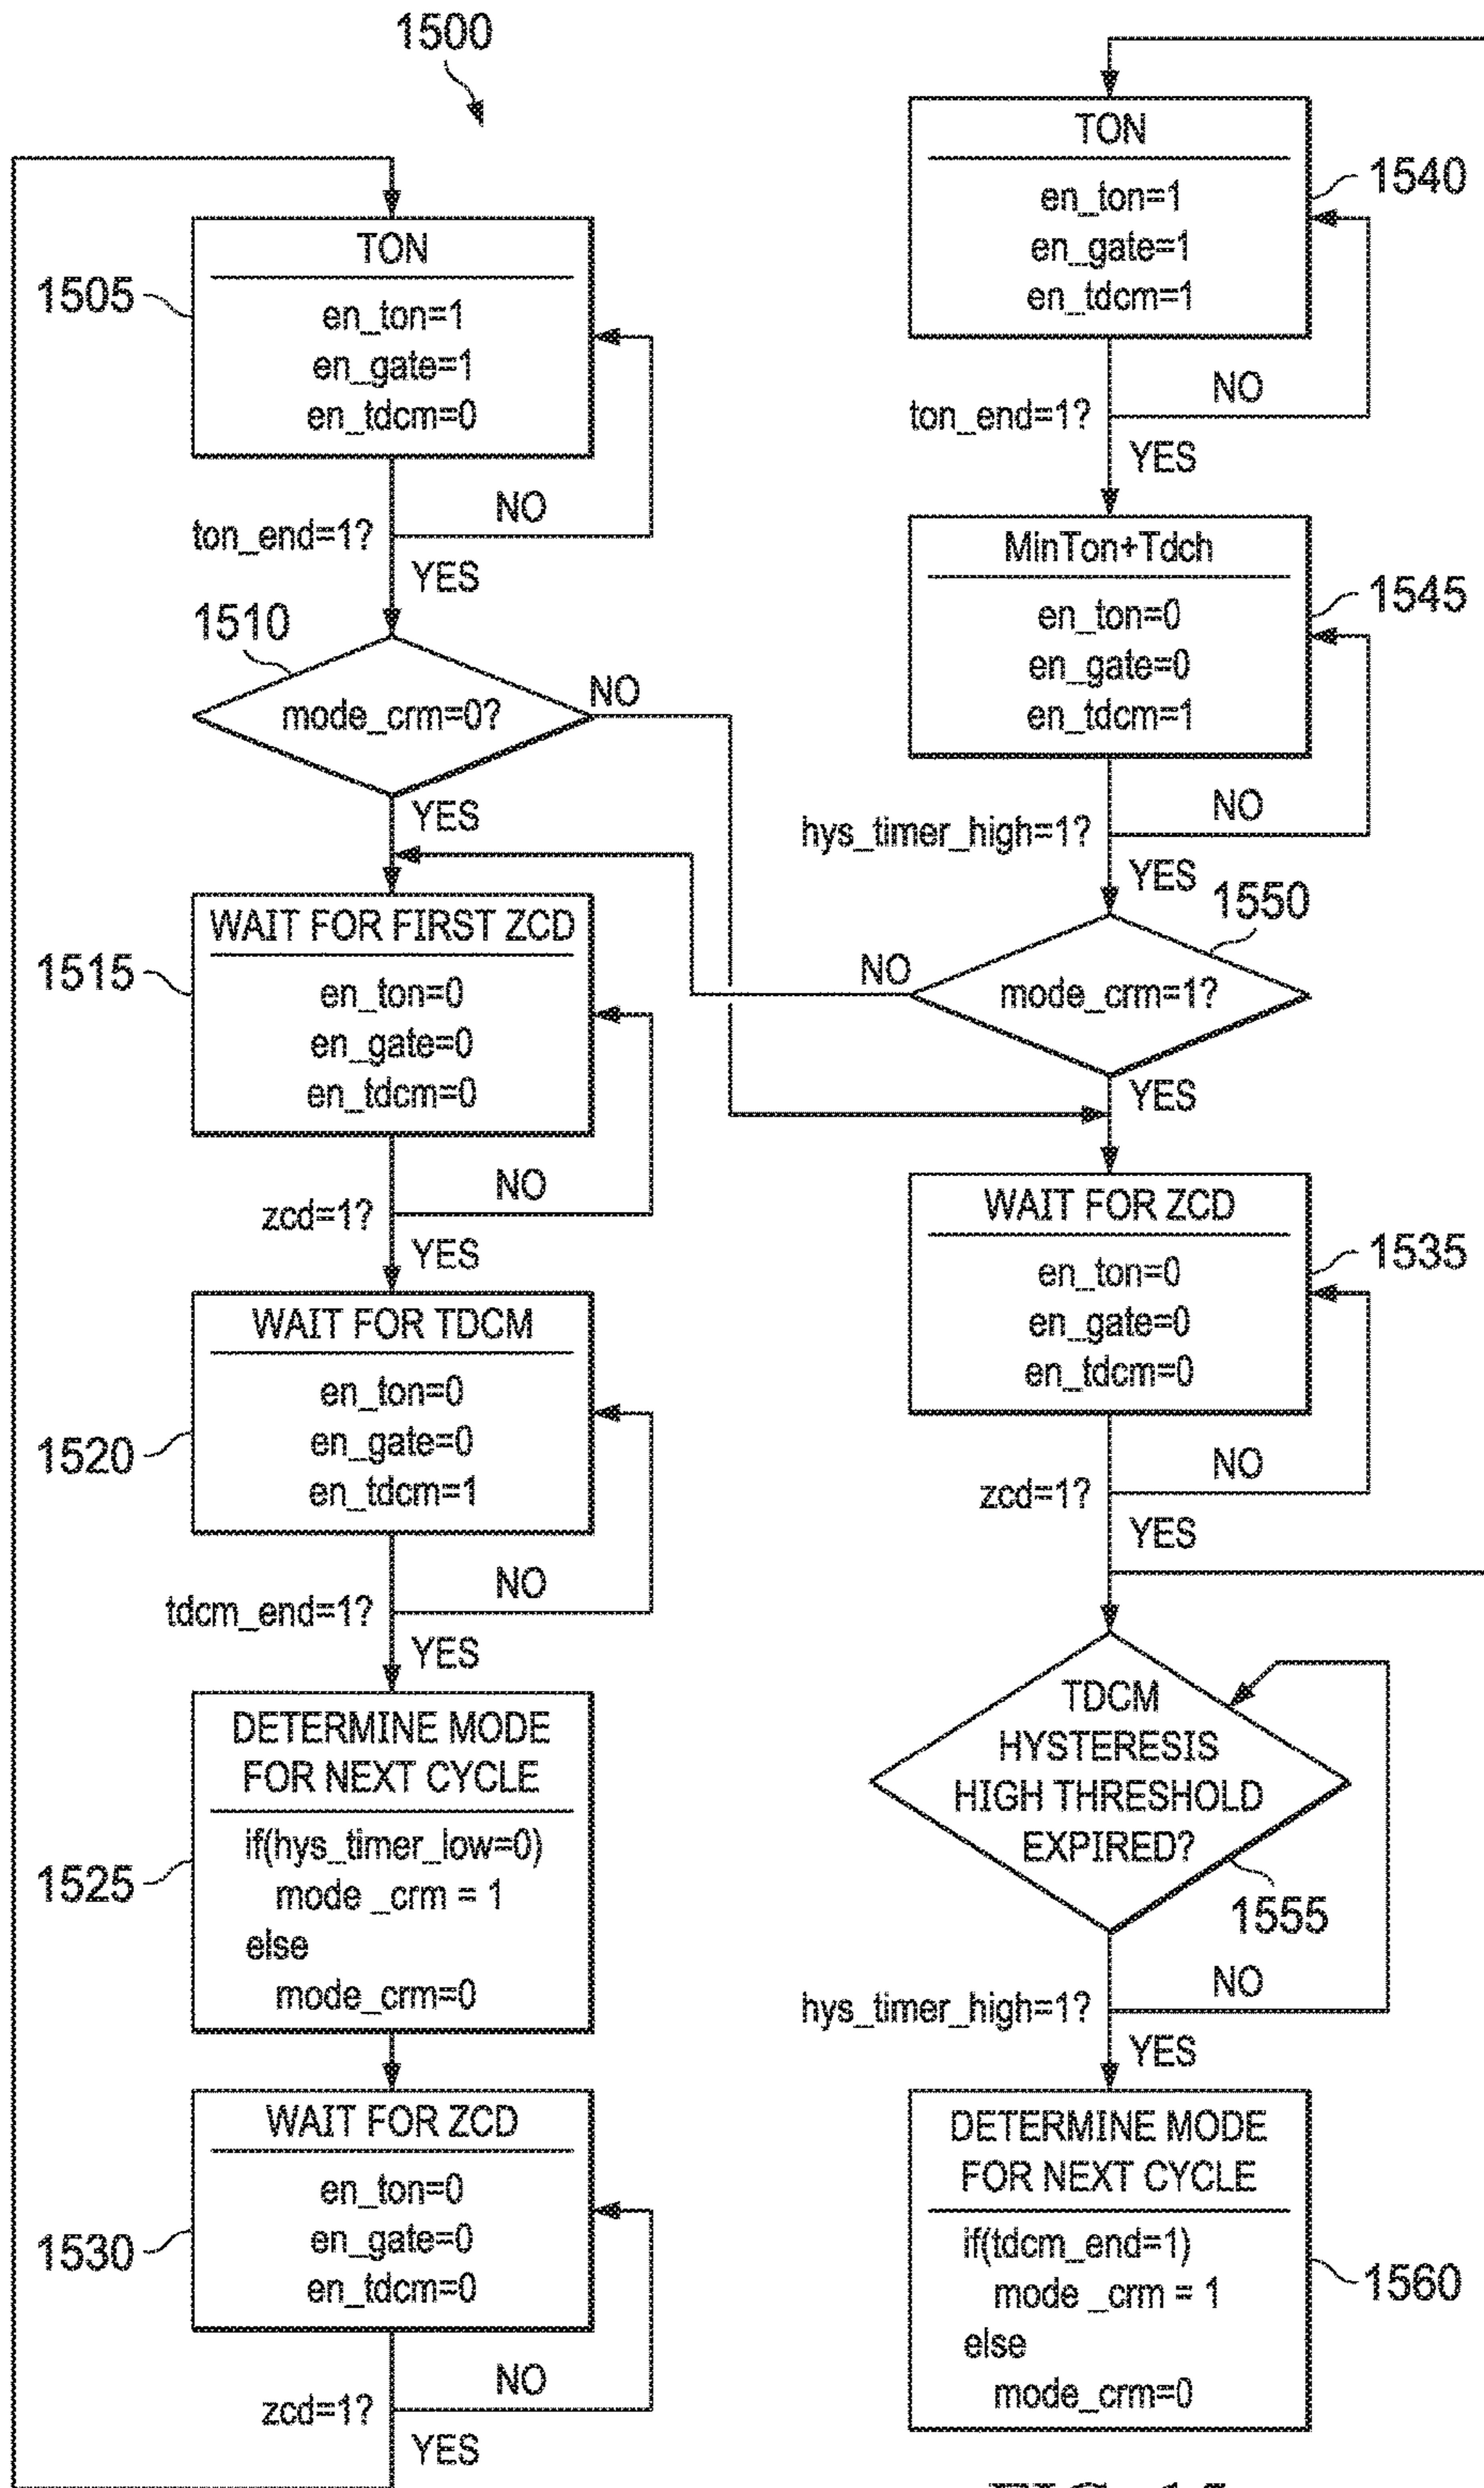 1500
TON
en_ton=1
en_gate=1
en_tdcm=0
1505
NO
ton_end=1?
YES
1510
mode_crm=0?
NO
YES
WAIT FOR FIRST ZCD
en_ton=0
en_gate=0
en_tdcm=0
1515
NO
zcd=1?
YES
WAIT FOR TDCM
en_ton=0
en_gate=0
en_tdcm=1
1520
NO
tdcm_end=1?
YES
DETERMINE MODE
FOR NEXT CYCLE
if(hys_timer_low=0)
mode _crm = 1
else
mode_crm=0
1525
WAIT FOR ZCD
en_ton=0
en_gate=0
en_tdcm=0
1530
NO
zcd=1?
YES
TON
en_ton=1
en_gate=1
en_tdcm=1
1540
NO
ton_end=1?
YES
MinTon+Tdch
en_ton=0
en_gate=0
en_tdcm=1
1545
NO
hys_timer_high=1?
YES
1550
mode_crm=1?
NO
YES
WAIT FOR ZCD
en_ton=0
en_gate=0
en_tdcm=0
1535
NO
zcd=1?
YES
TDCM
HYSTERESIS
HIGH THRESHOLD
EXPIRED?
1555
NO
hys_timer_high=1?
YES
DETERMINE MODE
FOR NEXT CYCLE
if(tdcm_end=1)
mode _crm = 1
else
mode_crm=0
1560